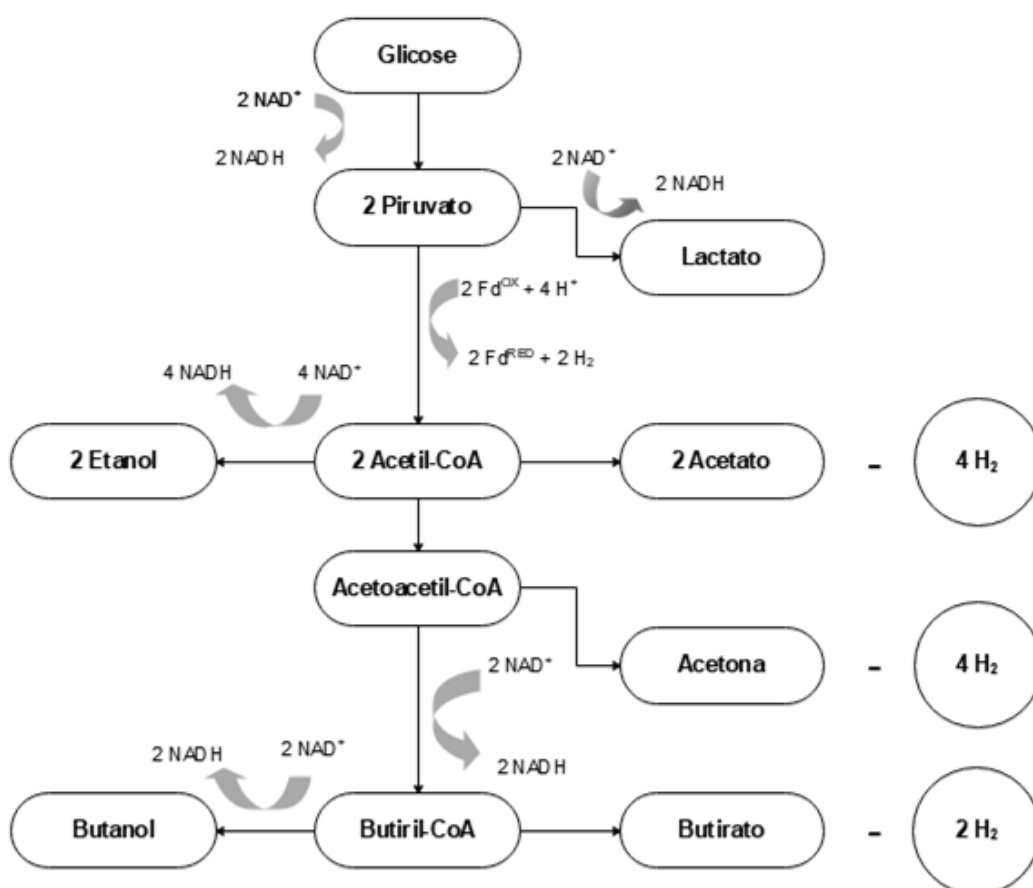 Glicose
2 NAD⁺
2 NADH
2 NAD⁺
2 NADH
2 Piruvato
Lactato
2 Fd^OX + 4 H⁺
2 Fd^RED + 2 H₂
4 NADH
4 NAD⁺
2 Etanol
2 Acetil-CoA
2 Acetato
-
4 H₂
Acetoacetil-CoA
Acetona
-
4 H₂
2 NAD⁺
2 NADH
2 NADH
2 NAD⁺
Butanol
Butiril-CoA
Butirato
-
2 H₂